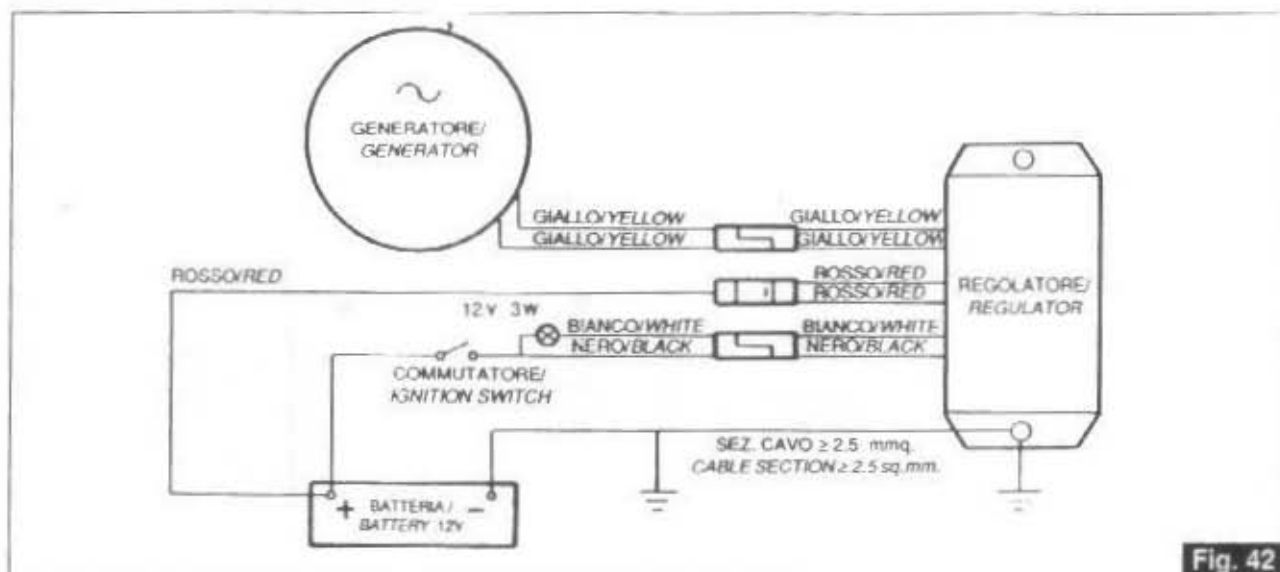 GENERATORE/
GENERATOR
GIALLO/YELLOW
GIALLO/YELLOW
GIALLO/YELLOW
GIALLO/YELLOW
ROSSO/RED
ROSSO/RED
ROSSO/RED
REGOLATORE/
REGULATOR
12V 3W
BIANCO/WHITE
NERO/BLACK
BIANCO/WHITE
NERO/BLACK
COMMUTATORE/
IGNITION SWITCH
SEZ. CAVO ≥ 2.5 mmq.
CABLE SECTION ≥ 2.5 sq.mm.
+ BATTERIA/ −
BATTERY 12V
Fig. 42